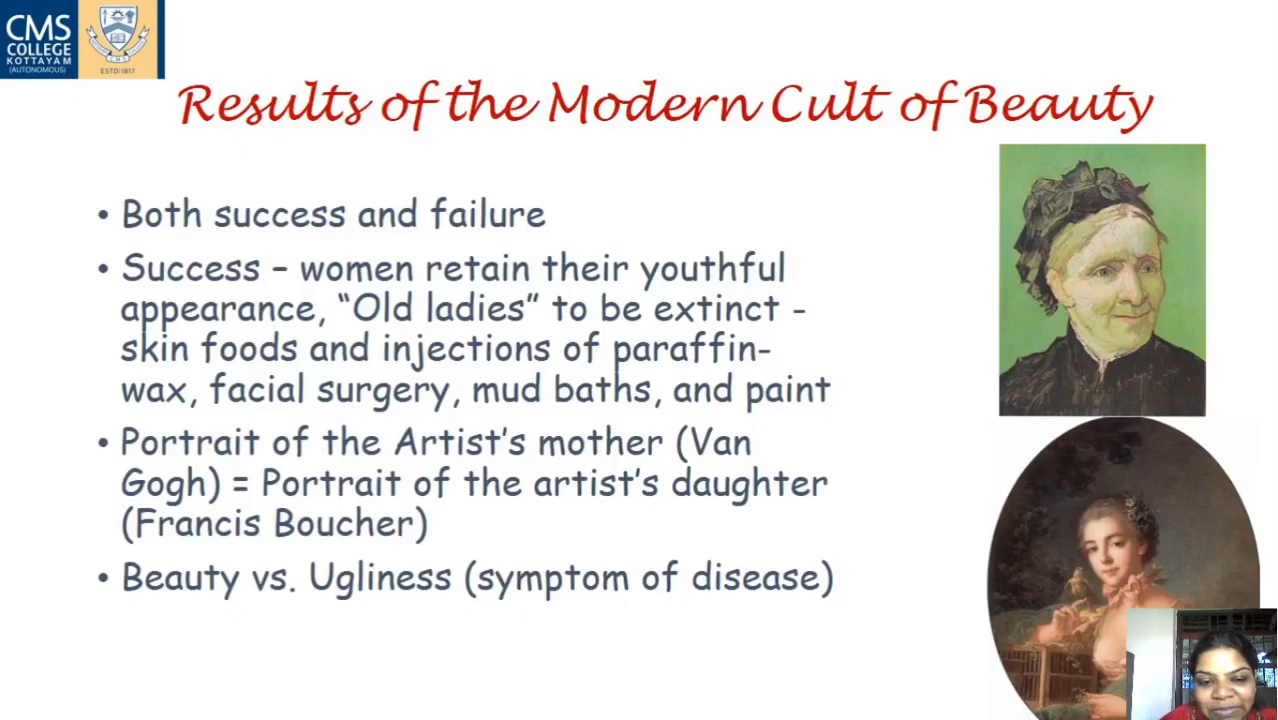 CMS
COLLEGE
KOTTAYAM
(AUTONOMOUS)
ESTD:1817
Results of the Modern Cult of Beauty
• Both success and failure
• Success – women retain their youthful
appearance, “Old ladies” to be extinct -
skin foods and injections of paraffin-
wax, facial surgery, mud baths, and paint
• Portrait of the Artist’s mother (Van
Gogh) = Portrait of the artist’s daughter
(Francis Boucher)
• Beauty vs. Ugliness (symptom of disease)